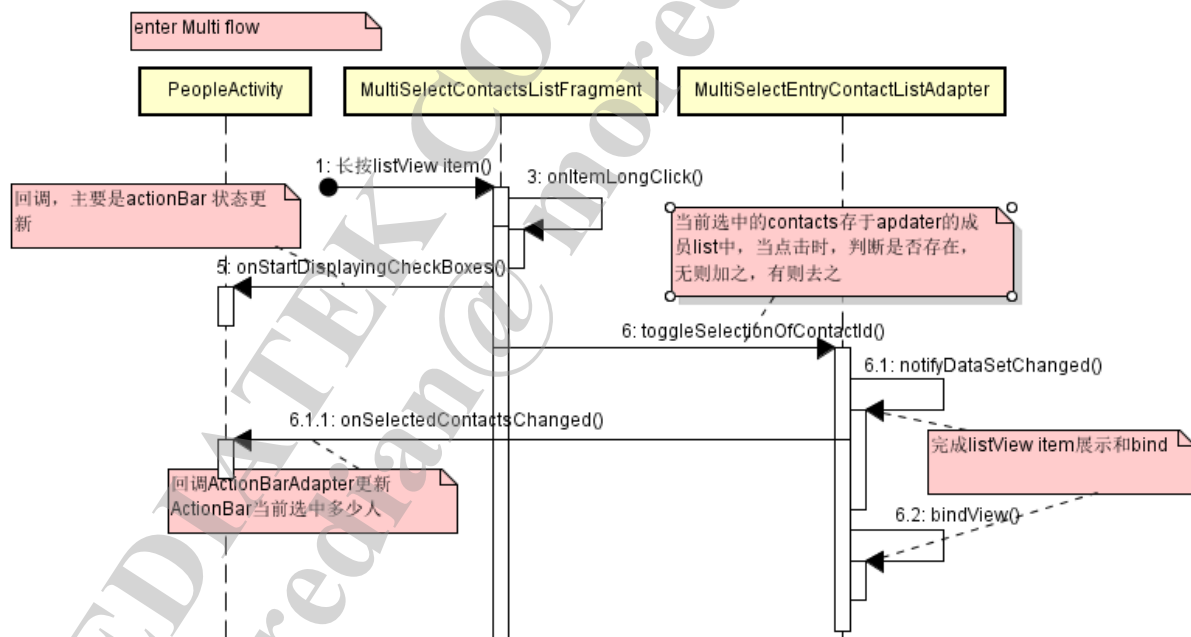 enter Multi flow
PeopleActivity
MultiSelectContactsListFragment
MultiSelectEntryContactListAdapter
1: 长按listView item()
3: onItemLongClick()
回调，主要是actionBar 状态更
新
当前选中的contacts存于apdater的成
员list中，当点击时，判断是否存在，
无则加之，有则去之
5: onStartDisplayingCheckBoxes()
6: toggleSelectionOfContactId()
6.1: notifyDataSetChanged()
6.1.1: onSelectedContactsChanged()
完成listView item展示和bind
回调ActionBarAdapter更新
ActionBar当前选中多少人
6.2: bindView()